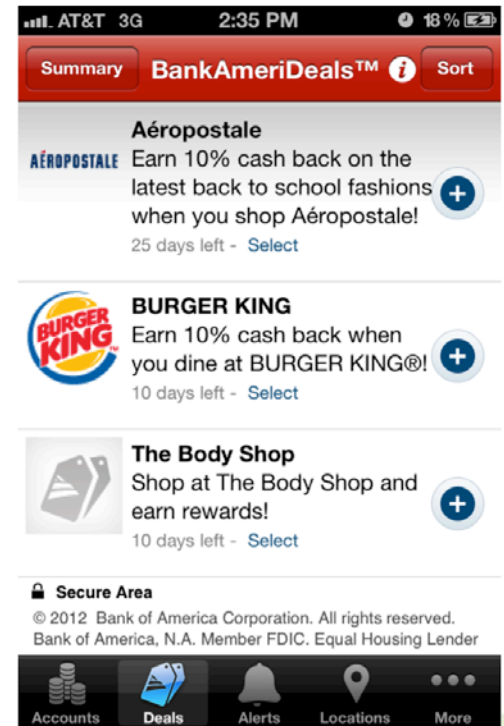 AT&T 3G 2:35 PM 18%
Summary BankAmeriDeals™ i Sort
Aéropostale
AÉROPOSTALE Earn 10% cash back on the
latest back to school fashions
when you shop Aéropostale!
25 days left - Select
BURGER KING
BURGER KING
Earn 10% cash back when
you dine at BURGER KING®!
10 days left - Select
The Body Shop
Shop at The Body Shop and
earn rewards!
10 days left - Select
Secure Area
© 2012 Bank of America Corporation. All rights reserved.
Bank of America, N.A. Member FDIC. Equal Housing Lender
Accounts Deals Alerts Locations More